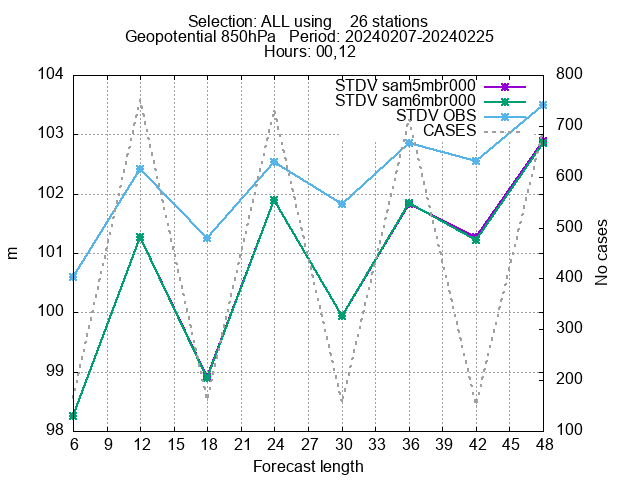 Selection: ALL using    26 stations
Geopotential 850hPa   Period: 20240207-20240225
Hours: 00,12
STDV sam5mbr000
STDV sam6mbr000
STDV OBS
CASES
104
103
102
101
100
99
98
m
800
700
600
500
400
300
200
100
No cases
6 9 12 15 18 21 24 27 30 33 36 39 42 45 48
Forecast length